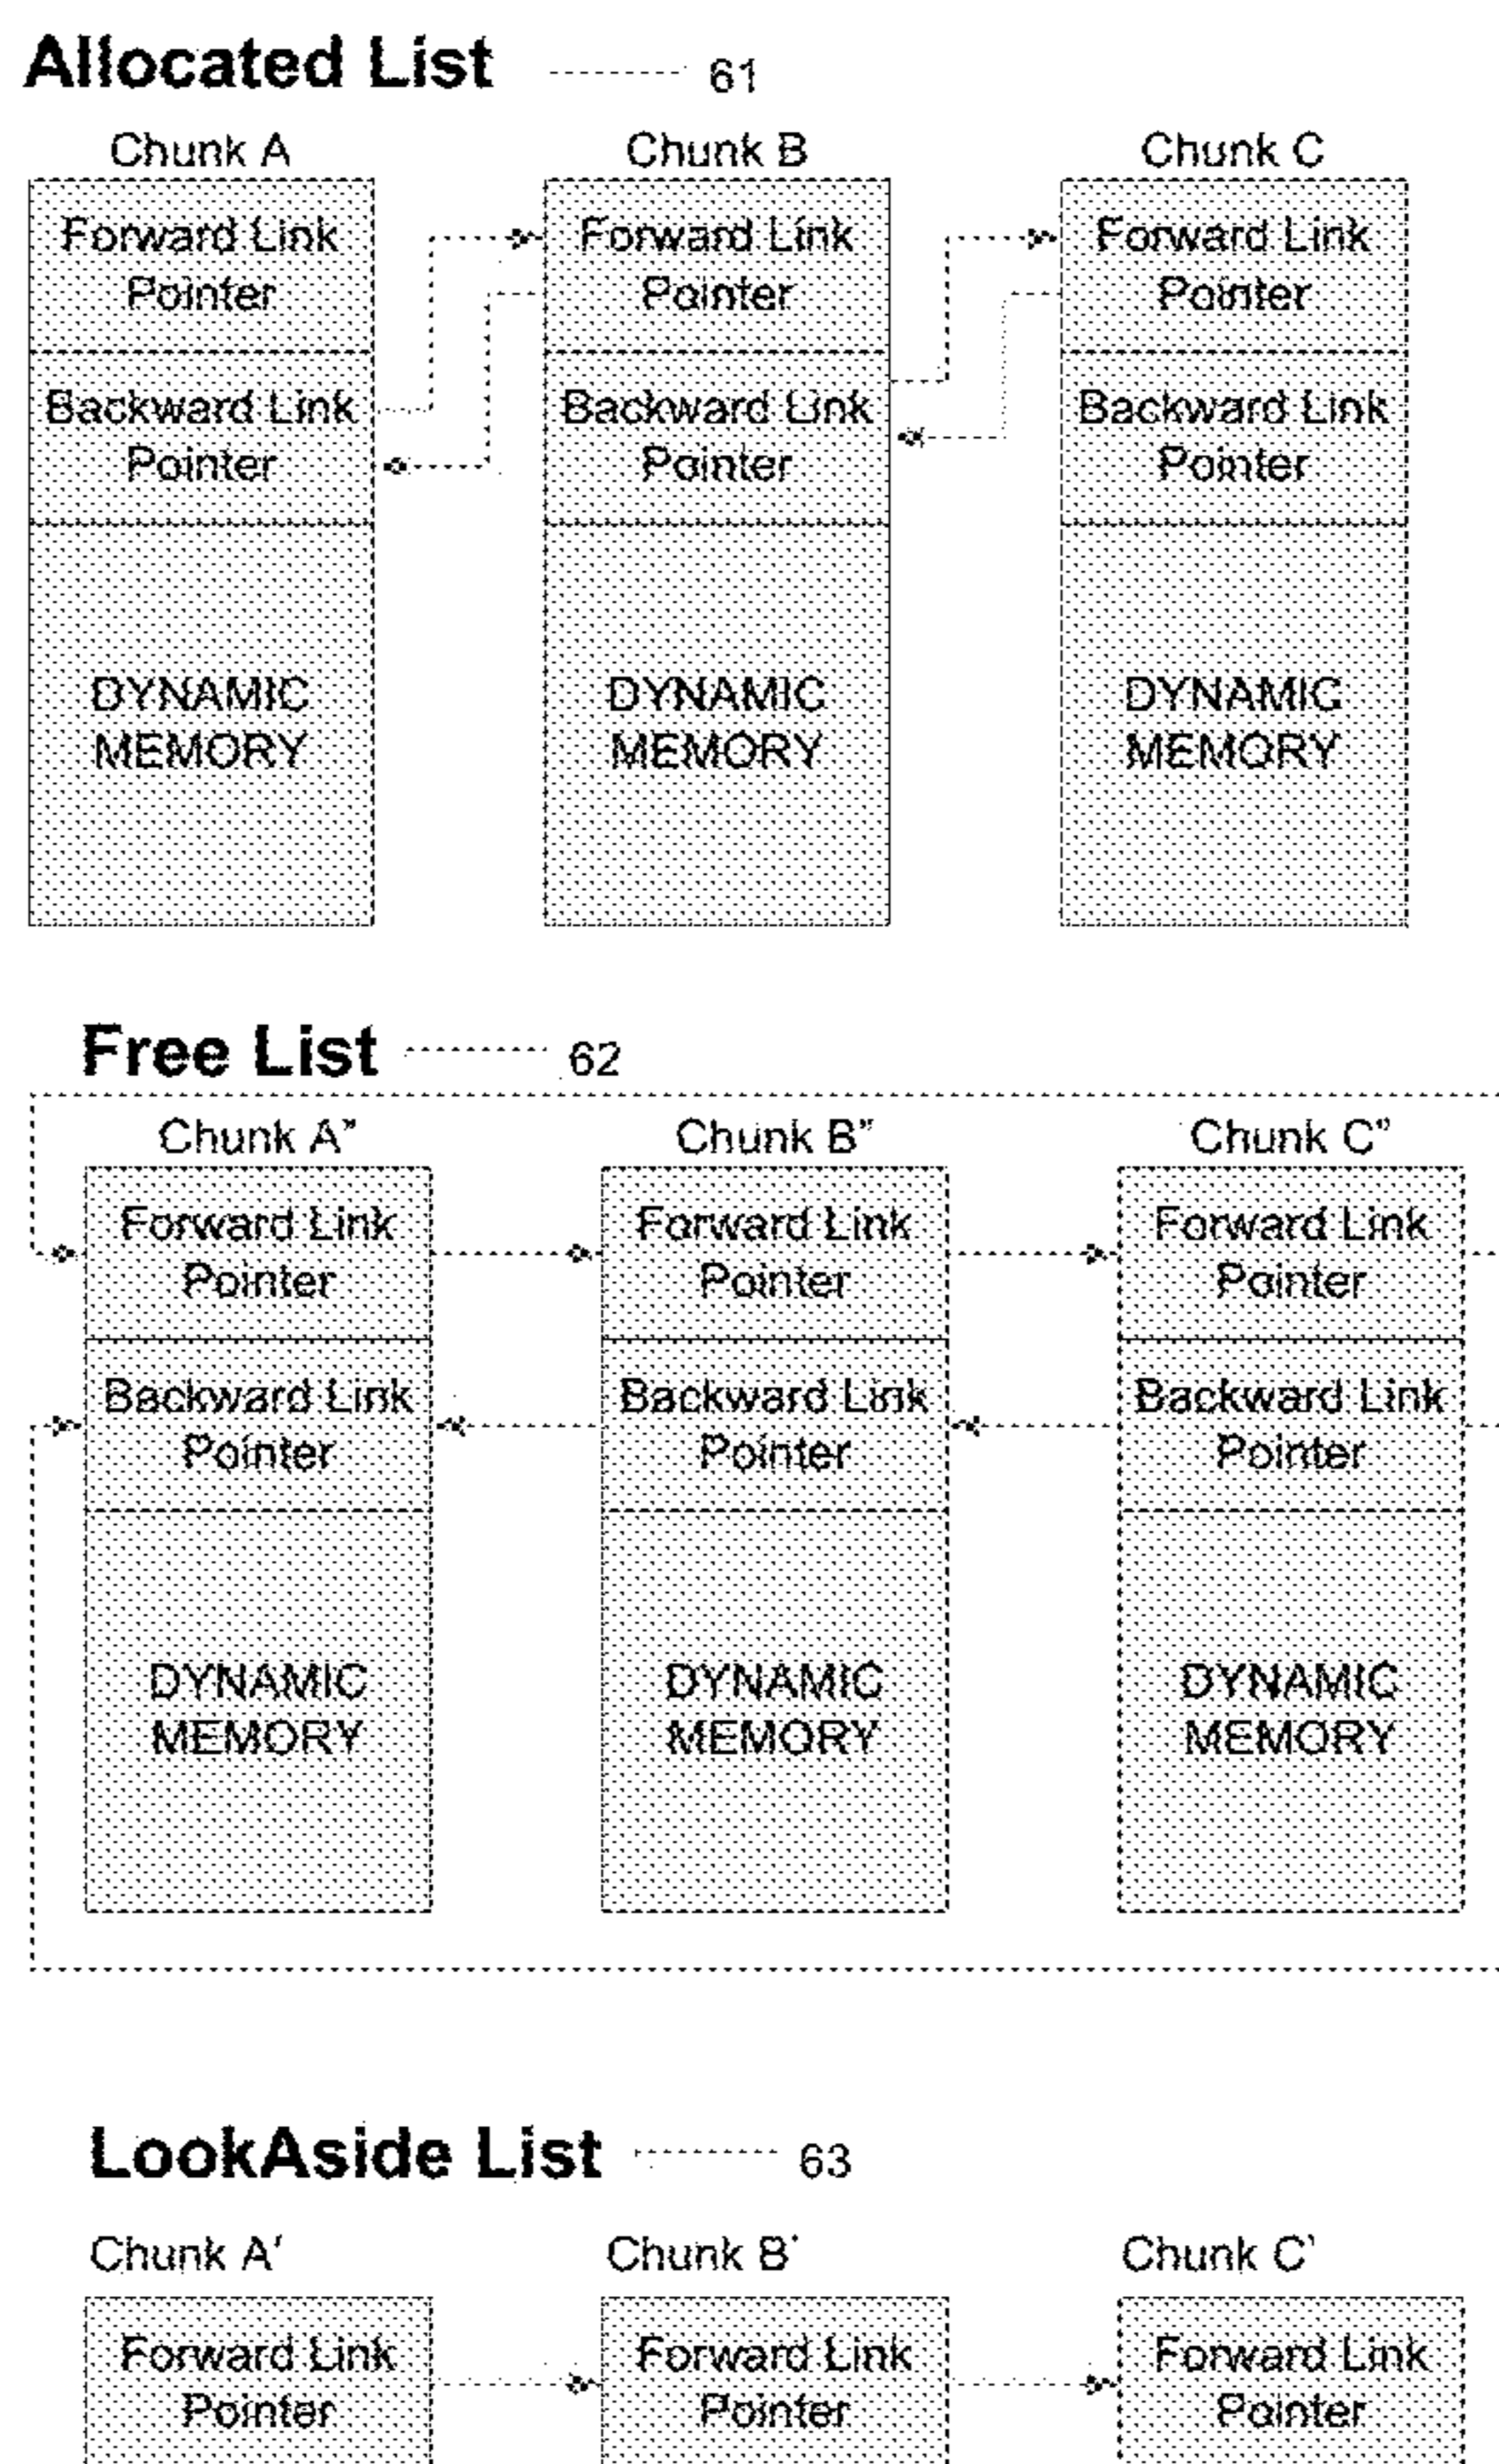 Allocated List 61
Chunk A Chunk B Chunk C
Forward Link Forward Link Forward Link
Pointer Pointer Pointer
Backward Link Backward Link Backward Link
Pointer Pointer Pointer
DYNAMIC DYNAMIC DYNAMIC
MEMORY MEMORY MEMORY
Free List 62
Chunk A" Chunk B" Chunk C"
Forward Link Forward Link Forward Link
Pointer Pointer Pointer
Backward Link Backward Link Backward Link
Pointer Pointer Pointer
DYNAMIC DYNAMIC DYNAMIC
MEMORY MEMORY MEMORY
LookAside List 63
Chunk A' Chunk B' Chunk C'
Forward Link Forward Link Forward Link
Pointer Pointer Pointer